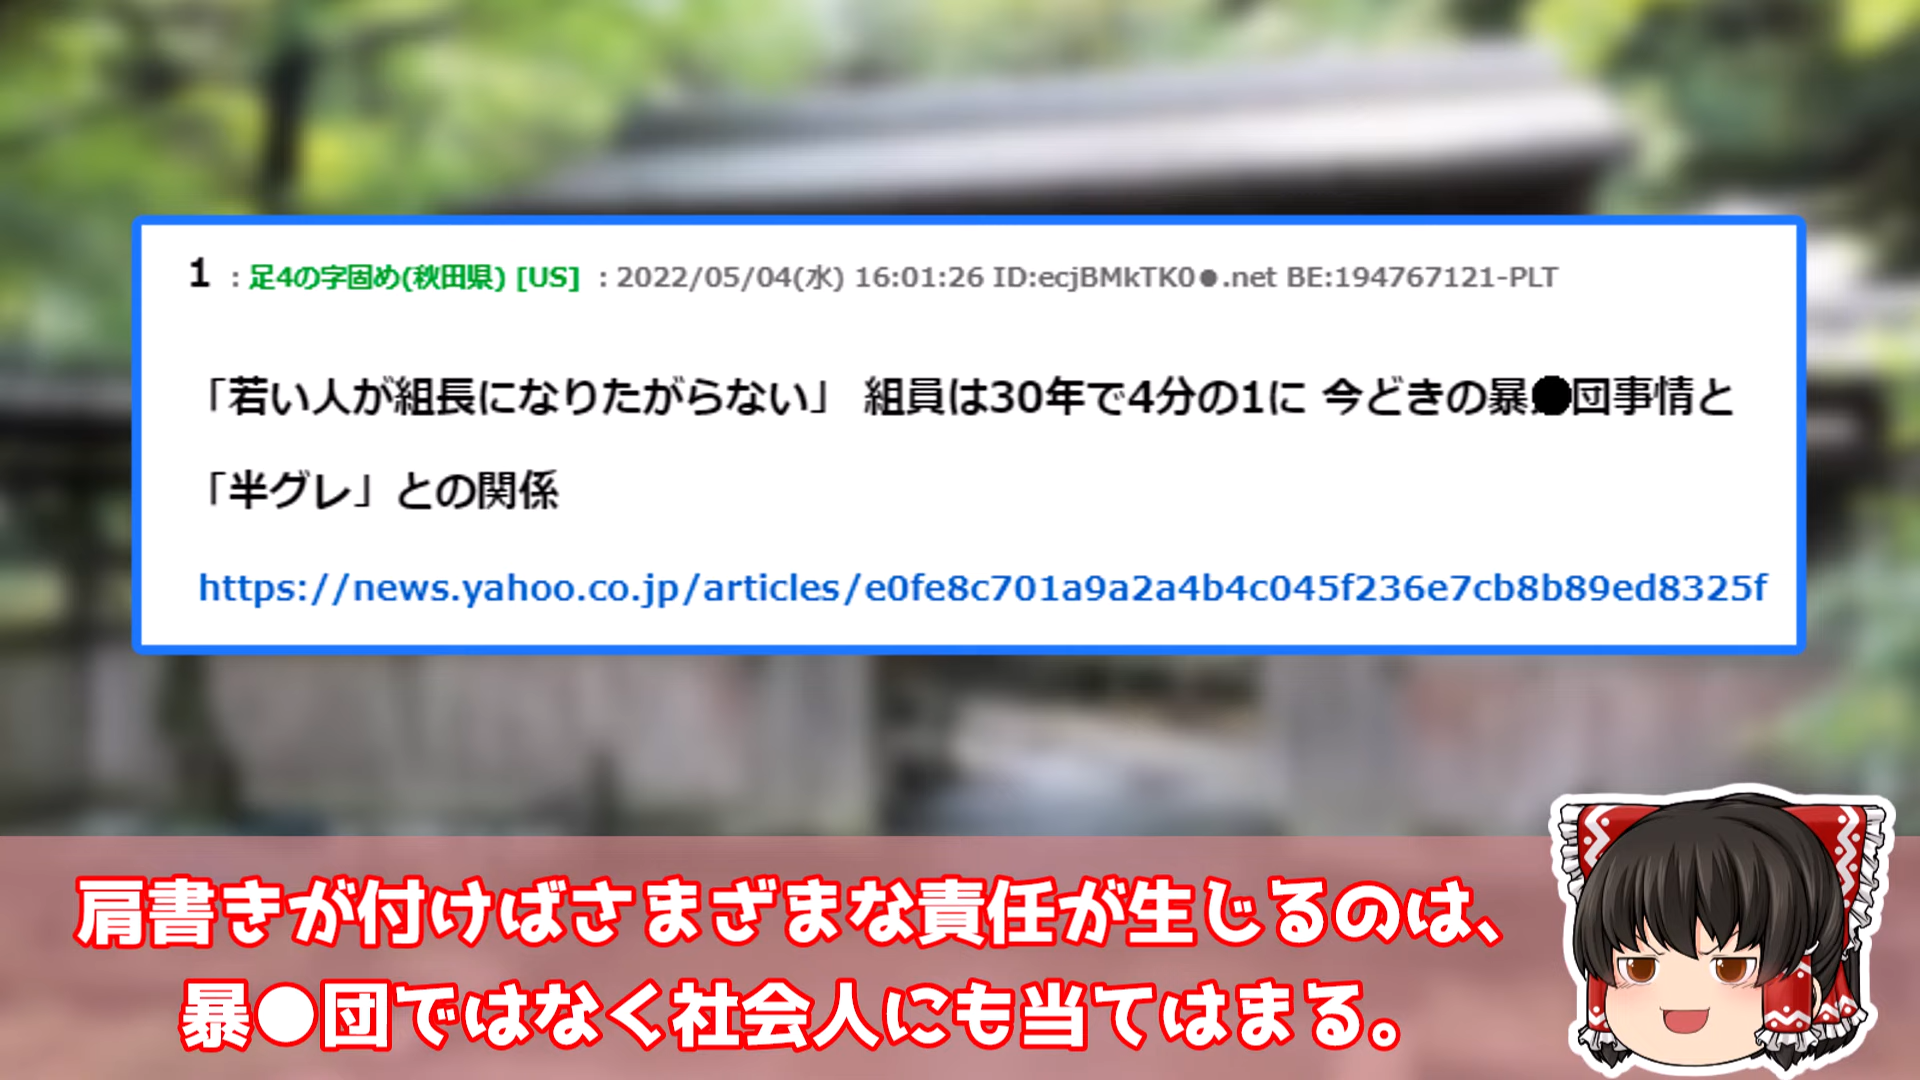 1 ：足4の字固め(秋田県) [US] ：2022/05/04(水) 16:01:26 ID:ecjBMkTK0●.net BE:194767121-PLT
「若い人が組長になりたがらない」 組員は30年で4分の1に 今どきの暴●団事情と
「半グレ」との関係
https://news.yahoo.co.jp/articles/e0fe8c701a9a2a4b4c045f236e7cb8b89ed8325f
肩書きが付けばさまざまな責任が生じるのは、
暴●団ではなく社会人にも当てはまる。